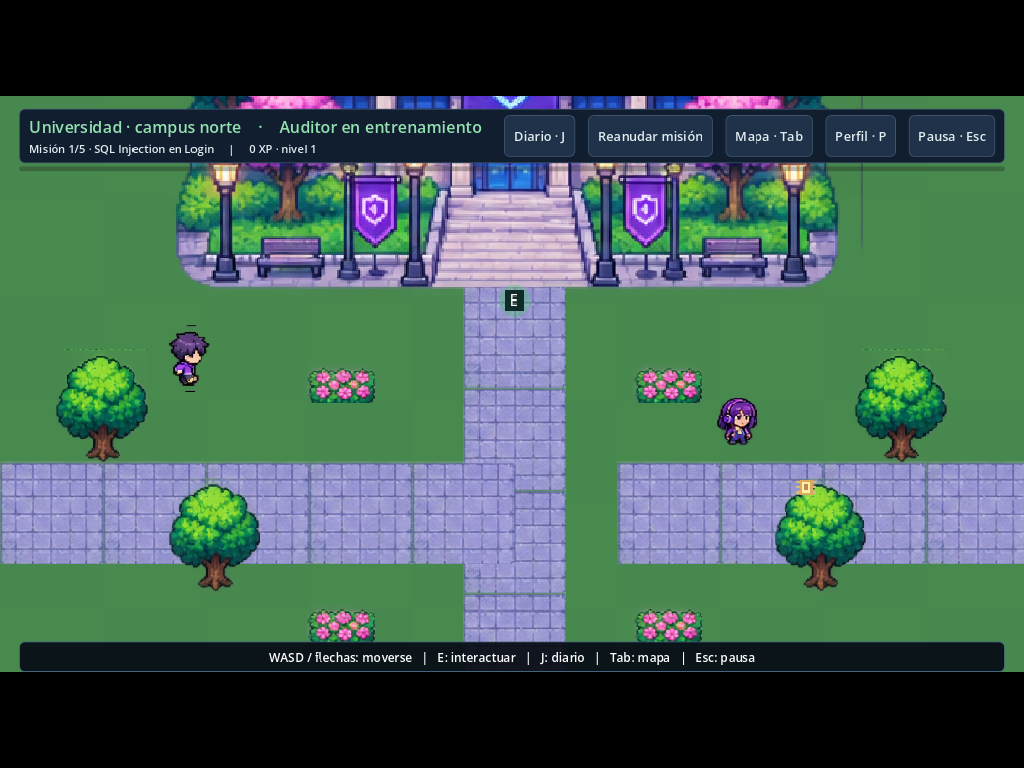 Universidad · campus norte · Auditor en entrenamiento
Misión 1/5 · SQL Injection en Login | 0 XP · nivel 1
Diario · J
Reanudar misión
Mapa · Tab
Perfil · P
Pausa · Esc
E
WASD / flechas: moverse | E: interactuar | J: diario | Tab: mapa | Esc: pausa